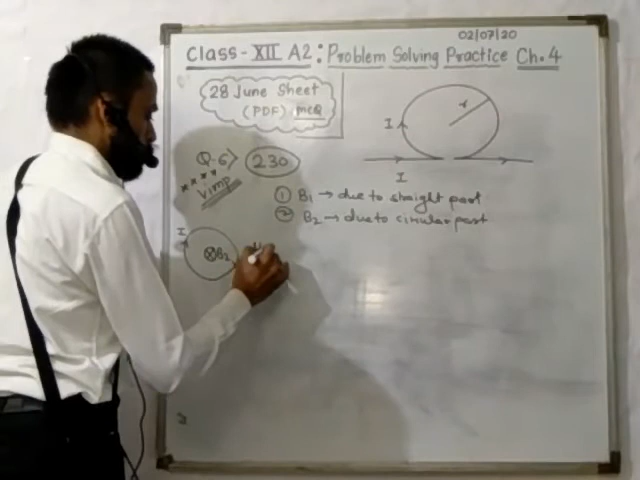 02/07/20
Class - XII A2 : Problem Solving Practice Ch. 4
28 June Sheet
(PDF) MCQ
r
I
I
Q.6> 230
****
V.imp
① B₁ → due to straight part
② B₂ → due to circular part
I
⊗B₂